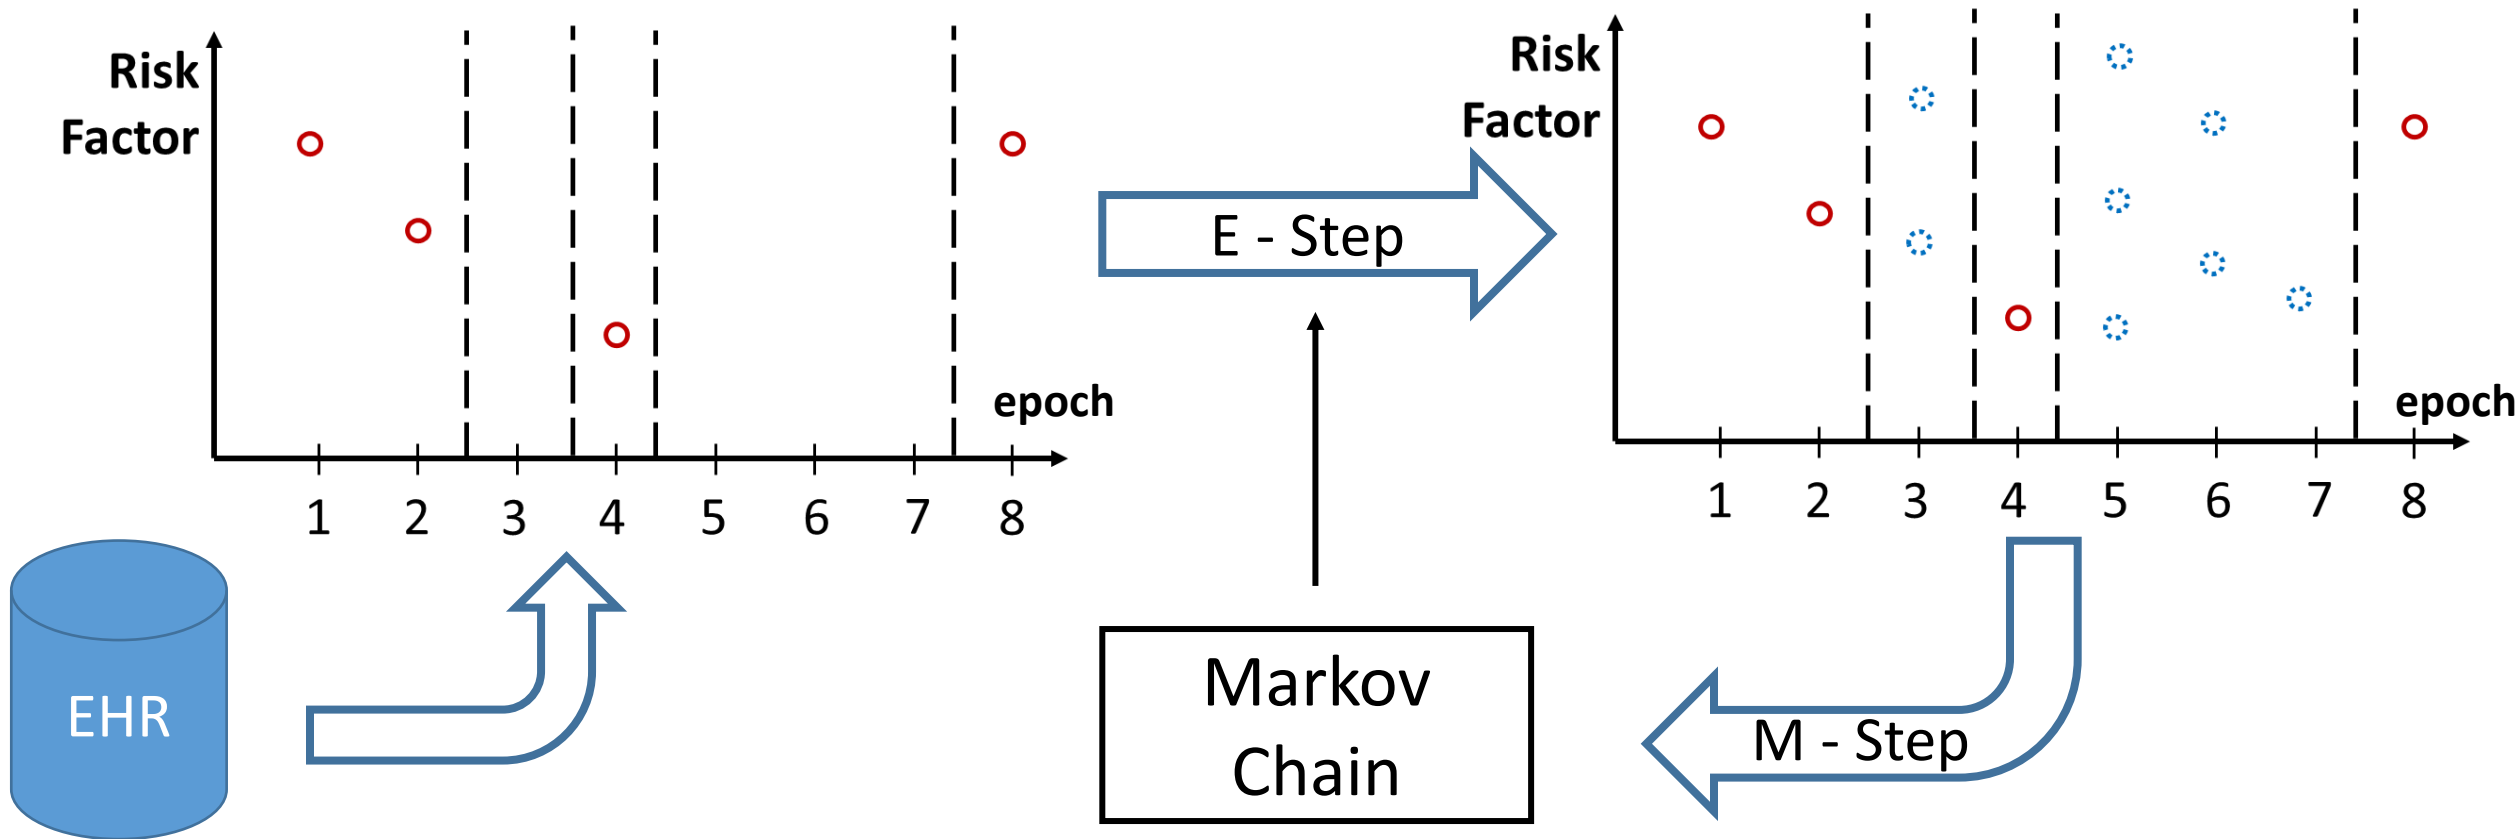 Risk
Factor
epoch
1 2 3 4 5 6 7 8
E - Step
Risk
Factor
epoch
1 2 3 4 5 6 7 8
EHR
Markov
Chain
M - Step